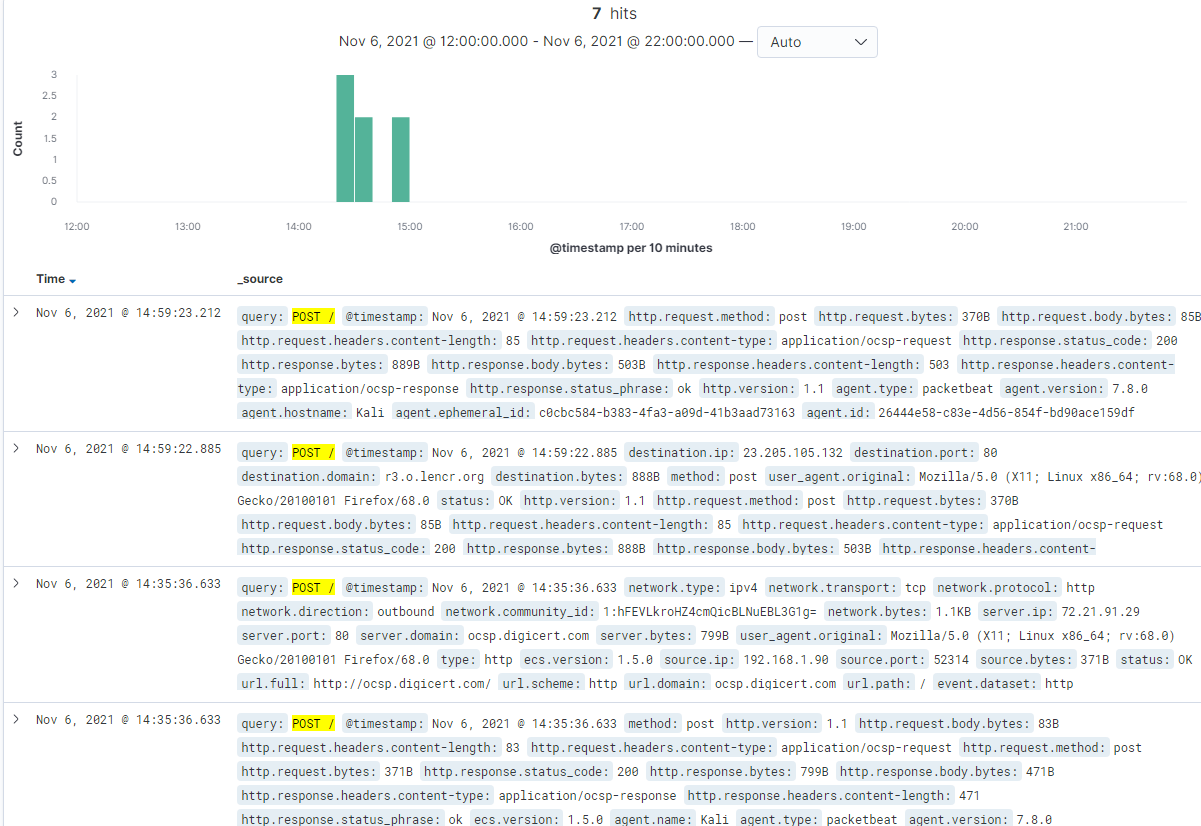 7 hits
Nov 6, 2021 @ 12:00:00.000 - Nov 6, 2021 @ 22:00:00.000 — Auto
Count
3
2.5
2
1.5
1
0.5
0
12:00 13:00 14:00 15:00 16:00 17:00 18:00 19:00 20:00 21:00
@timestamp per 10 minutes
Time _source
Nov 6, 2021 @ 14:59:23.212 query: POST / @timestamp: Nov 6, 2021 @ 14:59:23.212 http.request.method: post http.request.bytes: 370B http.request.body.bytes: 85B
http.request.headers.content-length: 85 http.request.headers.content-type: application/ocsp-request http.response.status_code: 200
http.response.bytes: 889B http.response.body.bytes: 503B http.response.headers.content-length: 503 http.response.headers.content-
type: application/ocsp-response http.response.status_phrase: ok http.version: 1.1 agent.type: packetbeat agent.version: 7.8.0
agent.hostname: Kali agent.ephemeral_id: c0cbc584-b383-4fa3-a09d-41b3aad73163 agent.id: 26444e58-c83e-4d56-854f-bd90ace159df
Nov 6, 2021 @ 14:59:22.885 query: POST / @timestamp: Nov 6, 2021 @ 14:59:22.885 destination.ip: 23.205.105.132 destination.port: 80
destination.domain: r3.o.lencr.org destination.bytes: 888B method: post user_agent.original: Mozilla/5.0 (X11; Linux x86_64; rv:68.0)
Gecko/20100101 Firefox/68.0 status: OK http.version: 1.1 http.request.method: post http.request.bytes: 370B
http.request.body.bytes: 85B http.request.headers.content-length: 85 http.request.headers.content-type: application/ocsp-request
http.response.status_code: 200 http.response.bytes: 888B http.response.body.bytes: 503B http.response.headers.content-
Nov 6, 2021 @ 14:35:36.633 query: POST / @timestamp: Nov 6, 2021 @ 14:35:36.633 network.type: ipv4 network.transport: tcp network.protocol: http
network.direction: outbound network.community_id: 1:hFEVLkroHZ4cmQicBLNuEBL3G1g= network.bytes: 1.1KB server.ip: 72.21.91.29
server.port: 80 server.domain: ocsp.digicert.com server.bytes: 799B user_agent.original: Mozilla/5.0 (X11; Linux x86_64; rv:68.0)
Gecko/20100101 Firefox/68.0 type: http ecs.version: 1.5.0 source.ip: 192.168.1.90 source.port: 52314 source.bytes: 371B status: OK
url.full: http://ocsp.digicert.com/ url.scheme: http url.domain: ocsp.digicert.com url.path: / event.dataset: http
Nov 6, 2021 @ 14:35:36.633 query: POST / @timestamp: Nov 6, 2021 @ 14:35:36.633 method: post http.version: 1.1 http.request.body.bytes: 83B
http.request.headers.content-length: 83 http.request.headers.content-type: application/ocsp-request http.request.method: post
http.request.bytes: 371B http.response.status_code: 200 http.response.bytes: 799B http.response.body.bytes: 471B
http.response.headers.content-type: application/ocsp-response http.response.headers.content-length: 471
http.response.status_phrase: ok ecs.version: 1.5.0 agent.name: Kali agent.type: packetbeat agent.version: 7.8.0